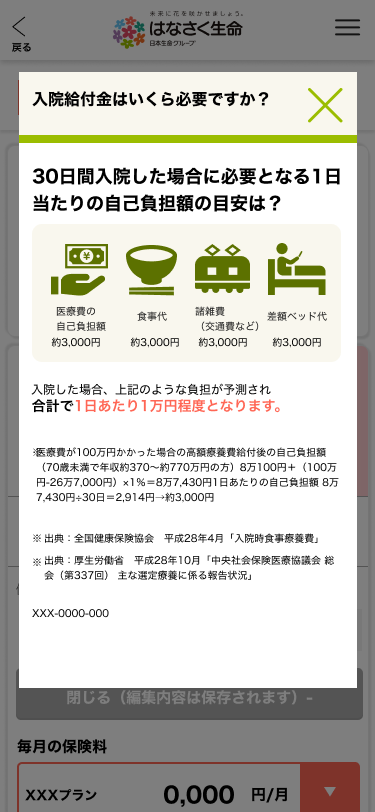 未来に花を咲かせましょう。
はなさく生命
日本生命グループ
戻る
入院給付金はいくら必要ですか？
30日間入院した場合に必要となる1日
当たりの自己負担額の目安は？
医療費の
自己負担額
約3,000円
食事代
約3,000円
諸雑費
（交通費など）
約3,000円
差額ベッド代
約3,000円
入院した場合、上記のような負担が予測され
合計で1日あたり1万円程度となります。
※医療費が100万円かかった場合の高額療養費給付後の自己負担額
（70歳未満で年収約370〜約770万円の方）8万100円＋（100万
円-26万7,000円）×1％＝8万7,430円1日あたりの自己負担額 8万
7,430円÷30日＝2,914円→約3,000円
※ 出典：全国健康保険協会　平成28年4月「入院時食事療養費」
※ 出典：厚生労働省　平成28年10月「中央社会保険医療協議会 総
会（第337回） 主な選定療養に係る報告状況」
XXX-0000-000
閉じる（編集内容は保存されます）-
毎月の保険料
XXXプラン
0,000 円/月